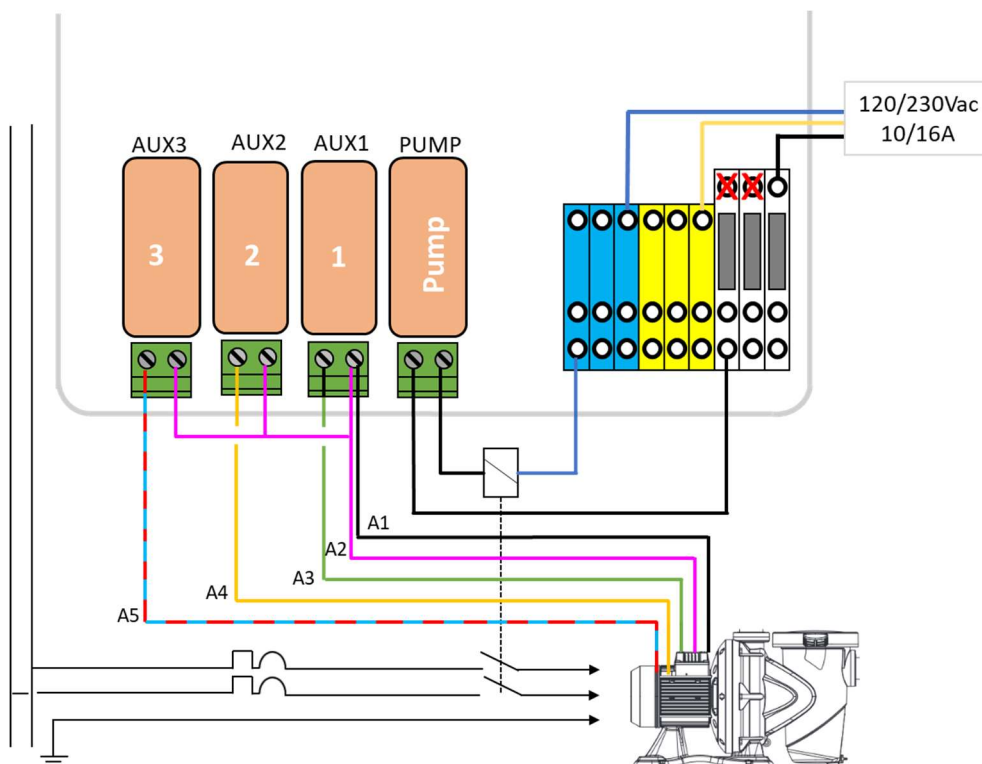 120/230Vac
10/16A
AUX3 AUX2 AUX1 PUMP
3 2 1 Pump
A1
A2
A3
A4
A5